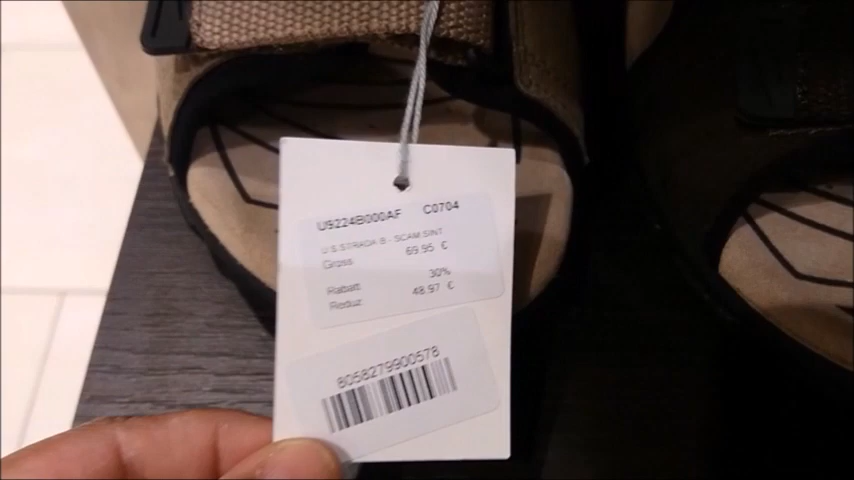 U9224B000AF C0704
U S.STRADA B - SCAM.SINT
Gross 69.95 €
Rabatt 30%
Reduz 48.97 €
8058279900578